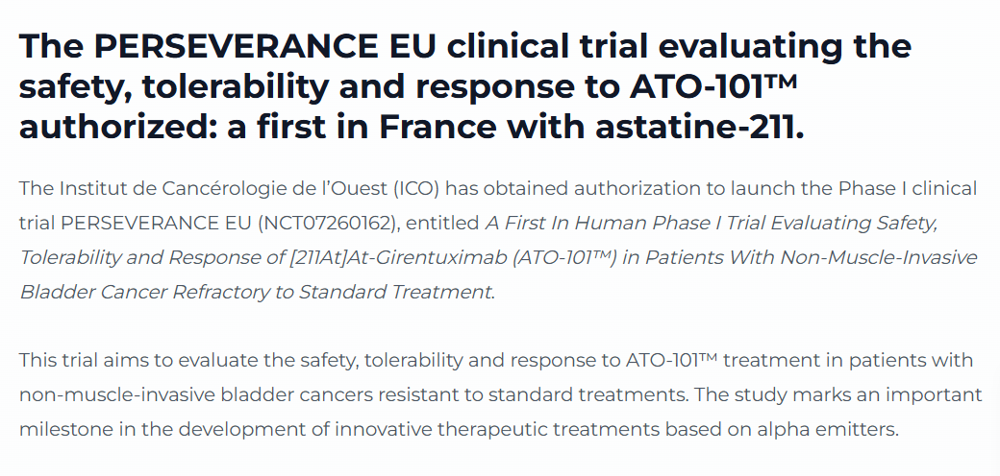 The PERSEVERANCE EU clinical trial evaluating the
safety, tolerability and response to ATO-101™
authorized: a first in France with astatine-211.
The Institut de Cancérologie de l’Ouest (ICO) has obtained authorization to launch the Phase I clinical
trial PERSEVERANCE EU (NCT07260162), entitled A First In Human Phase I Trial Evaluating Safety,
Tolerability and Response of [211At]At-Girentuximab (ATO-101™) in Patients With Non-Muscle-Invasive
Bladder Cancer Refractory to Standard Treatment.
This trial aims to evaluate the safety, tolerability and response to ATO-101™ treatment in patients with
non-muscle-invasive bladder cancers resistant to standard treatments. The study marks an important
milestone in the development of innovative therapeutic treatments based on alpha emitters.